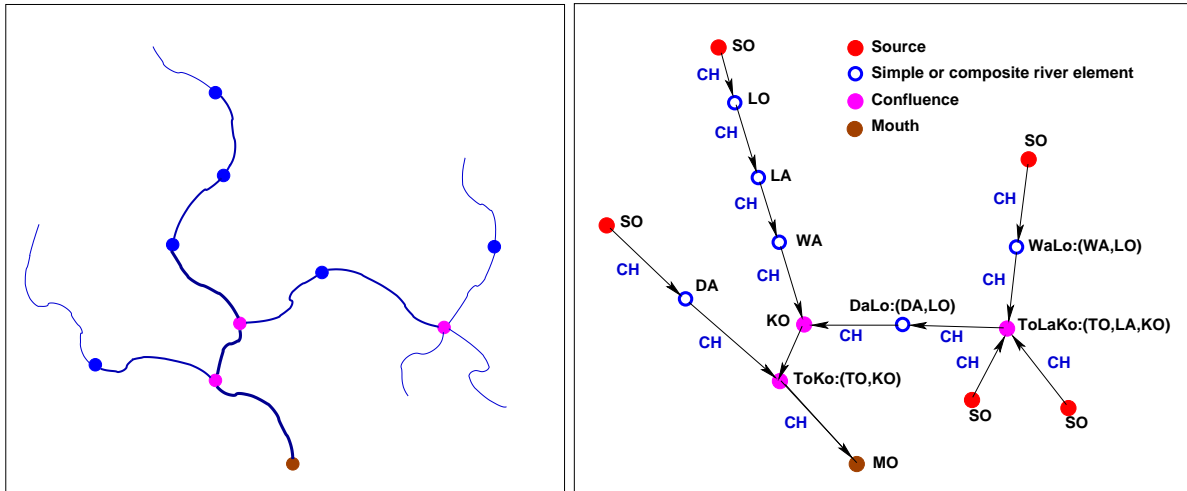 SO
Source
CH
Simple or composite river element
LO
Confluence
CH
Mouth
SO
LA
CH
CH
SO
WA
WaLo:(WA,LO)
CH
CH
CH
DA
DaLo:(DA,LO)
KO
CH
CH
ToLaKo:(TO,LA,KO)
CH
CH
CH
ToKo:(TO,KO)
SO
SO
CH
MO